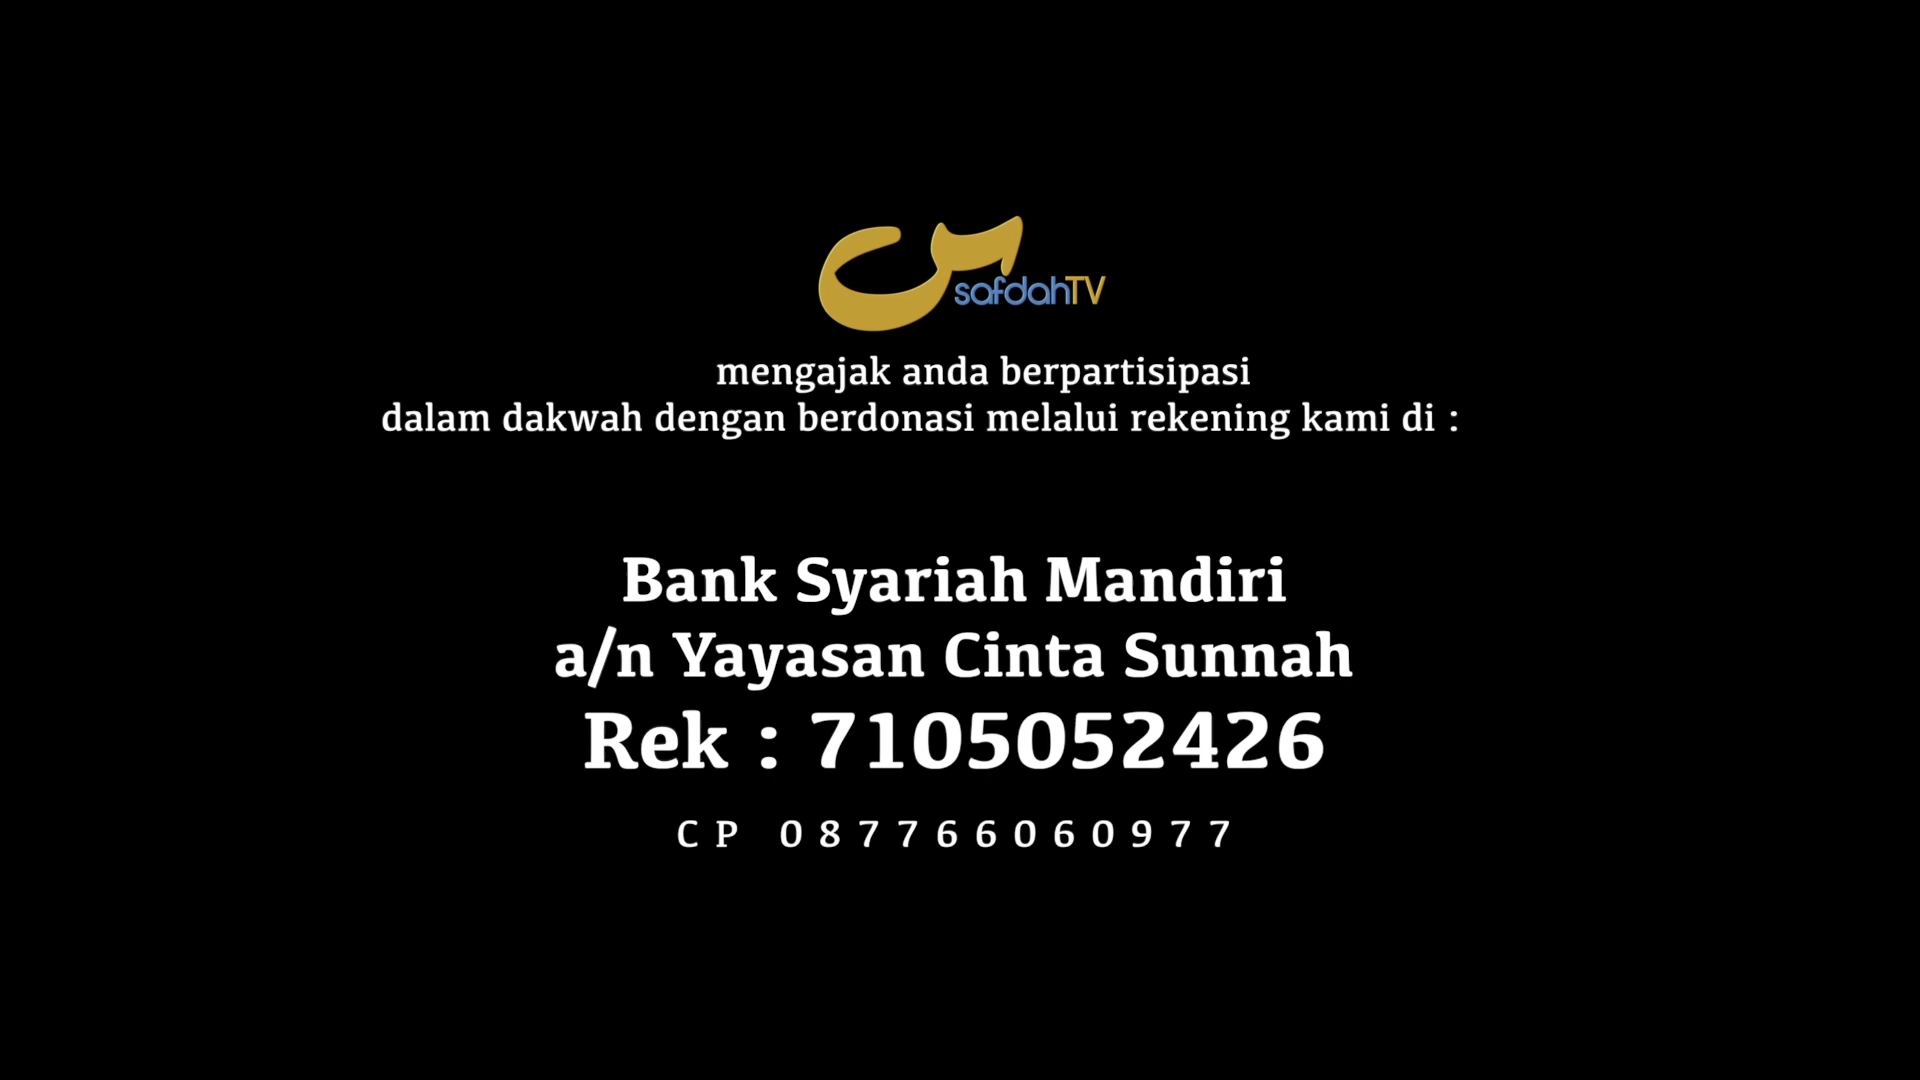 safdahTV
mengajak anda berpartisipasi
dalam dakwah dengan berdonasi melalui rekening kami di :
Bank Syariah Mandiri
a/n Yayasan Cinta Sunnah
Rek : 7105052426
CP 087766060977